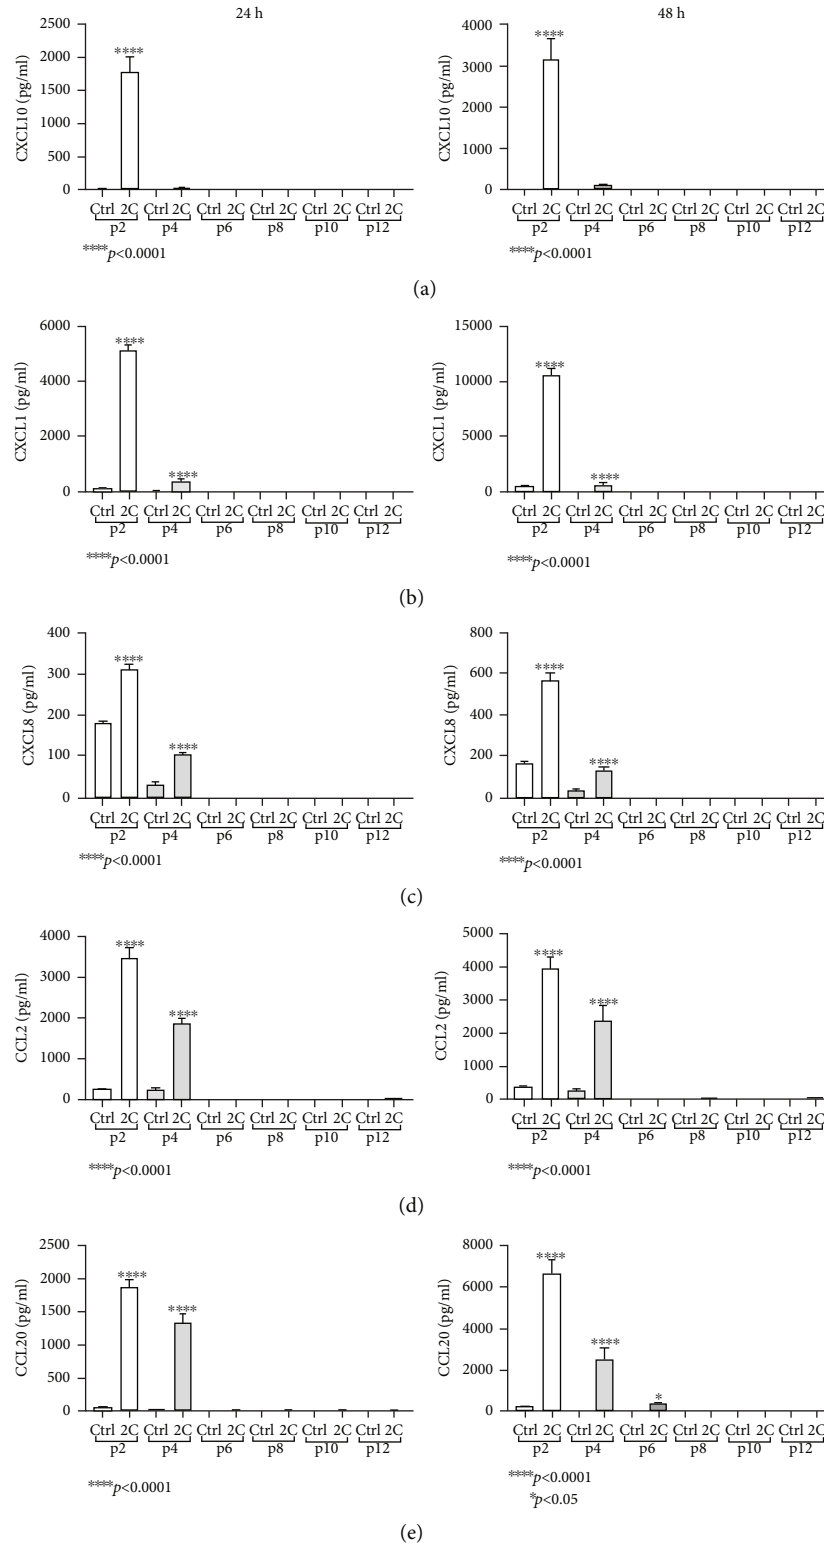 24 h
48 h
CXCL10 (pg/ml)
2500
2000
1500
1000
500
0
****
Ctrl 2C Ctrl 2C Ctrl 2C Ctrl 2C Ctrl 2C Ctrl 2C
p2 p4 p6 p8 p10 p12
****p<0.0001
CXCL10 (pg/ml)
4000
3000
2000
1000
0
****
Ctrl 2C Ctrl 2C Ctrl 2C Ctrl 2C Ctrl 2C Ctrl 2C
p2 p4 p6 p8 p10 p12
****p<0.0001
(a)
CXCL1 (pg/ml)
6000
4000
2000
0
****
****
Ctrl 2C Ctrl 2C Ctrl 2C Ctrl 2C Ctrl 2C Ctrl 2C
p2 p4 p6 p8 p10 p12
****p<0.0001
CXCL1 (pg/ml)
15000
10000
5000
0
****
****
Ctrl 2C Ctrl 2C Ctrl 2C Ctrl 2C Ctrl 2C Ctrl 2C
p2 p4 p6 p8 p10 p12
****p<0.0001
(b)
CXCL8 (pg/ml)
400
300
200
100
0
****
****
Ctrl 2C Ctrl 2C Ctrl 2C Ctrl 2C Ctrl 2C Ctrl 2C
p2 p4 p6 p8 p10 p12
****p<0.0001
CXCL8 (pg/ml)
800
600
400
200
0
****
****
Ctrl 2C Ctrl 2C Ctrl 2C Ctrl 2C Ctrl 2C Ctrl 2C
p2 p4 p6 p8 p10 p12
****p<0.0001
(c)
CCL2 (pg/ml)
4000
3000
2000
1000
0
****
****
Ctrl 2C Ctrl 2C Ctrl 2C Ctrl 2C Ctrl 2C Ctrl 2C
p2 p4 p6 p8 p10 p12
****p<0.0001
CCL2 (pg/ml)
5000
4000
3000
2000
1000
0
****
****
Ctrl 2C Ctrl 2C Ctrl 2C Ctrl 2C Ctrl 2C Ctrl 2C
p2 p4 p6 p8 p10 p12
****p<0.0001
(d)
CCL20 (pg/ml)
2500
2000
1500
1000
500
0
****
****
Ctrl 2C Ctrl 2C Ctrl 2C Ctrl 2C Ctrl 2C Ctrl 2C
p2 p4 p6 p8 p10 p12
****p<0.0001
CCL20 (pg/ml)
8000
6000
4000
2000
0
****
****
*
Ctrl 2C Ctrl 2C Ctrl 2C Ctrl 2C Ctrl 2C Ctrl 2C
p2 p4 p6 p8 p10 p12
****p<0.0001
*p<0.05
(e)